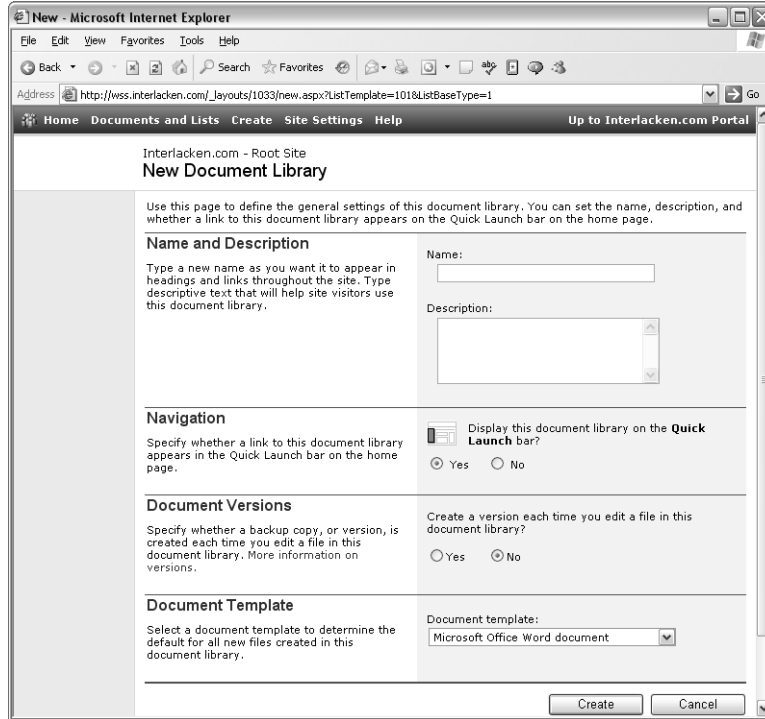 New - Microsoft Internet Explorer
File Edit View Favorites Tools Help
Back Search Favorites
Address http://wss.interlacken.com/_layouts/1033/new.aspx?ListTemplate=101&ListBaseType=1 Go
Home Documents and Lists Create Site Settings Help Up to Interlacken.com Portal
Interlacken.com - Root Site
New Document Library
Use this page to define the general settings of this document library. You can set the name, description, and
whether a link to this document library appears on the Quick Launch bar on the home page.
Name and Description
Type a new name as you want it to appear in
headings and links throughout the site. Type
descriptive text that will help site visitors use
this document library.
Name:
Description:
Navigation
Specify whether a link to this document library
appears in the Quick Launch bar on the home
page.
Display this document library on the Quick
Launch bar?
Yes No
Document Versions
Specify whether a backup copy, or version, is
created each time you edit a file in this
document library. More information on
versions.
Create a version each time you edit a file in this
document library?
Yes No
Document Template
Select a document template to determine the
default for all new files created in this
document library.
Document template:
Microsoft Office Word document
Create Cancel